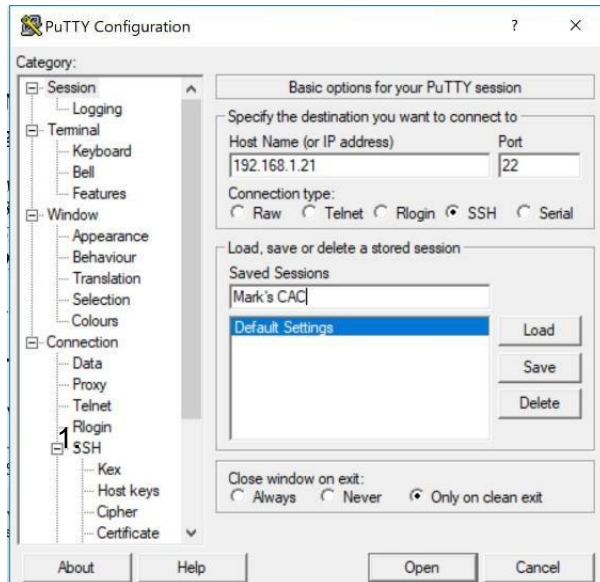 PuTTY Configuration ? ×
Category:
Session
Logging
Terminal
Keyboard
Bell
Features
Window
Appearance
Behaviour
Translation
Selection
Colours
Connection
Data
Proxy
Telnet
Rlogin
1.
SSH
Kex
Host keys
Cipher
Certificate
Basic options for your PuTTY session
Specify the destination you want to connect to
Host Name (or IP address) Port
192.168.1.21 22
Connection type:
Raw Telnet Rlogin SSH Serial
Load, save or delete a stored session
Saved Sessions
Mark's CAC
Default Settings
Load
Save
Delete
Close window on exit:
Always Never Only on clean exit
About Help Open Cancel